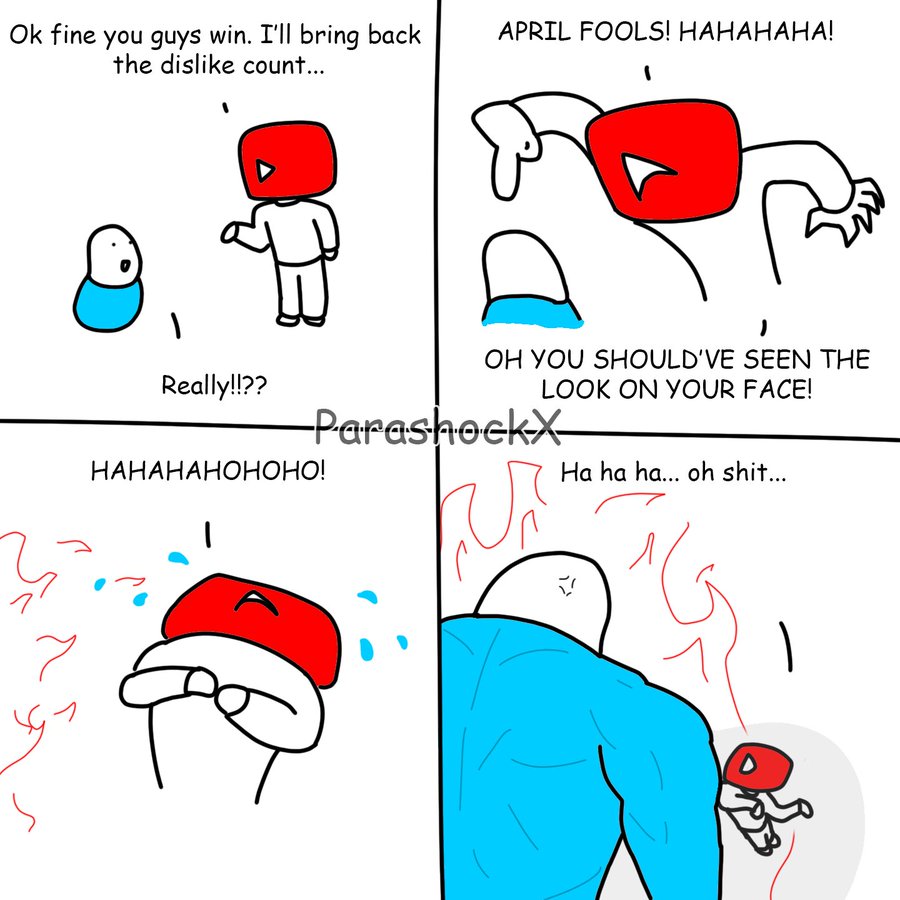 Ok fine you guys win. I'll bring back
the dislike count...
Really!!??
APRIL FOOLS! HAHAHAHA!
OH YOU SHOULD'VE SEEN THE
LOOK ON YOUR FACE!
ParashockX
HAHAHAHOHOHO!
Ha ha ha... oh shit...